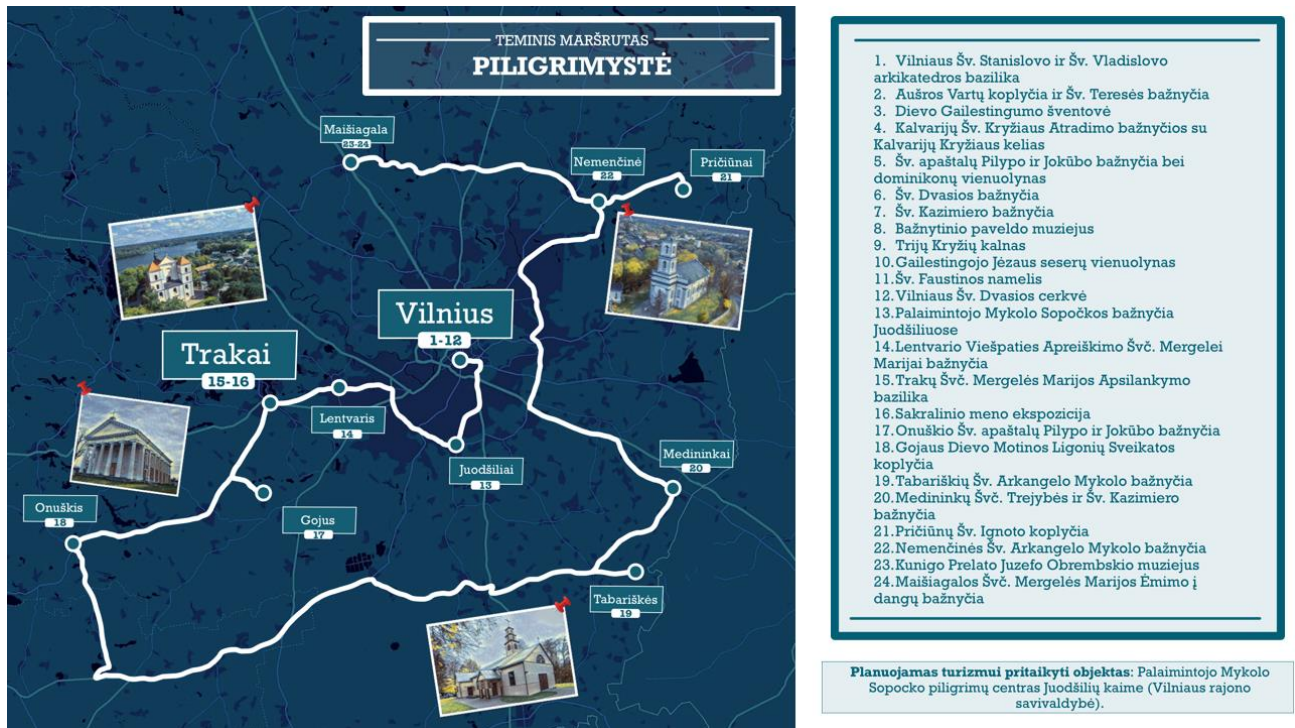 TEMINIS MARŠRUTAS
PILIGRIMYSTĖ
Maišiagala
23-24
Nemenčinė
22
Pričiūnai
21
Vilnius
1-12
Trakai
15-16
Lentvaris
14
Juodšiliai
13
Medininkai
20
Onuškis
18
Gojus
17
Tabariškės
19
1. Vilniaus Šv. Stanislovo ir Šv. Vladislovo
arkikatedros bazilika
2. Aušros Vartų koplyčia ir Šv. Teresės bažnyčia
3. Dievo Gailestingumo šventovė
4. Kalvarijų Šv. Kryžiaus Atradimo bažnyčios su
Kalvarijų Kryžiaus kelias
5. Šv. apaštalų Pilypo ir Jokūbo bažnyčia bei
dominikonų vienuolynas
6. Šv. Dvasios bažnyčia
7. Šv. Kazimiero bažnyčia
8. Bažnytinio paveldo muziejus
9. Trijų Kryžių kalnas
10.Gailestingojo Jėzaus seserų vienuolynas
11.Šv. Faustinos namelis
12.Vilniaus Šv. Dvasios cerkvė
13.Palaimintojo Mykolo Sopočkos bažnyčia
Juodšiliuose
14.Lentvario Viešpaties Apreiškimo Švč. Mergelei
Marijai bažnyčia
15.Trakų Švč. Mergelės Marijos Apsilankymo
bazilika
16.Sakralinio meno ekspozicija
17.Onuškio Šv. apaštalų Pilypo ir Jokūbo bažnyčia
18.Gojaus Dievo Motinos Ligonių Sveikatos
koplyčia
19.Tabariškių Šv. Arkangelo Mykolo bažnyčia
20.Medininkų Švč. Trejybės ir Šv. Kazimiero
bažnyčia
21.Pričiūnų Šv. Ignoto koplyčia
22.Nemenčinės Šv. Arkangelo Mykolo bažnyčia
23.Kunigo Prelato Juzefo Obrembskio muziejus
24.Maišiagalos Švč. Mergelės Marijos Ėmimo į
dangų bažnyčia
Planuojamas turizmui pritaikyti objektas: Palaimintojo Mykolo
Sopocko piligrimų centras Juodšilių kaime (Vilniaus rajono
savivaldybė).